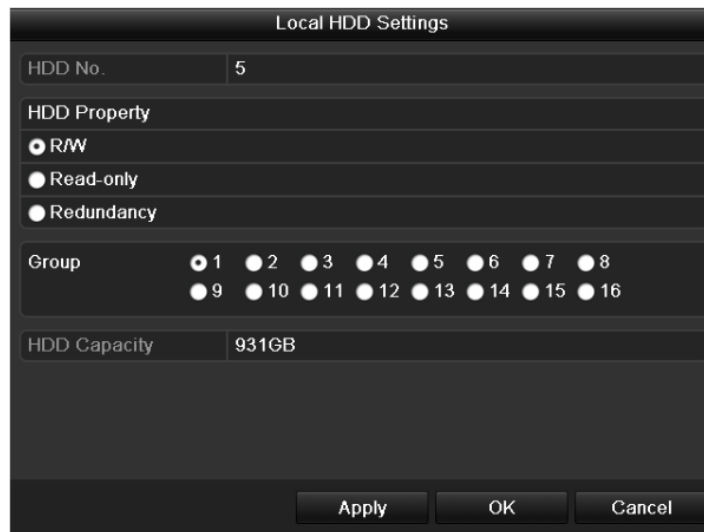 Local HDD Settings
HDD No. 5
HDD Property
R/W
Read-only
Redundancy
Group 1 2 3 4 5 6 7 8
9 10 11 12 13 14 15 16
HDD Capacity 931GB
Apply OK Cancel